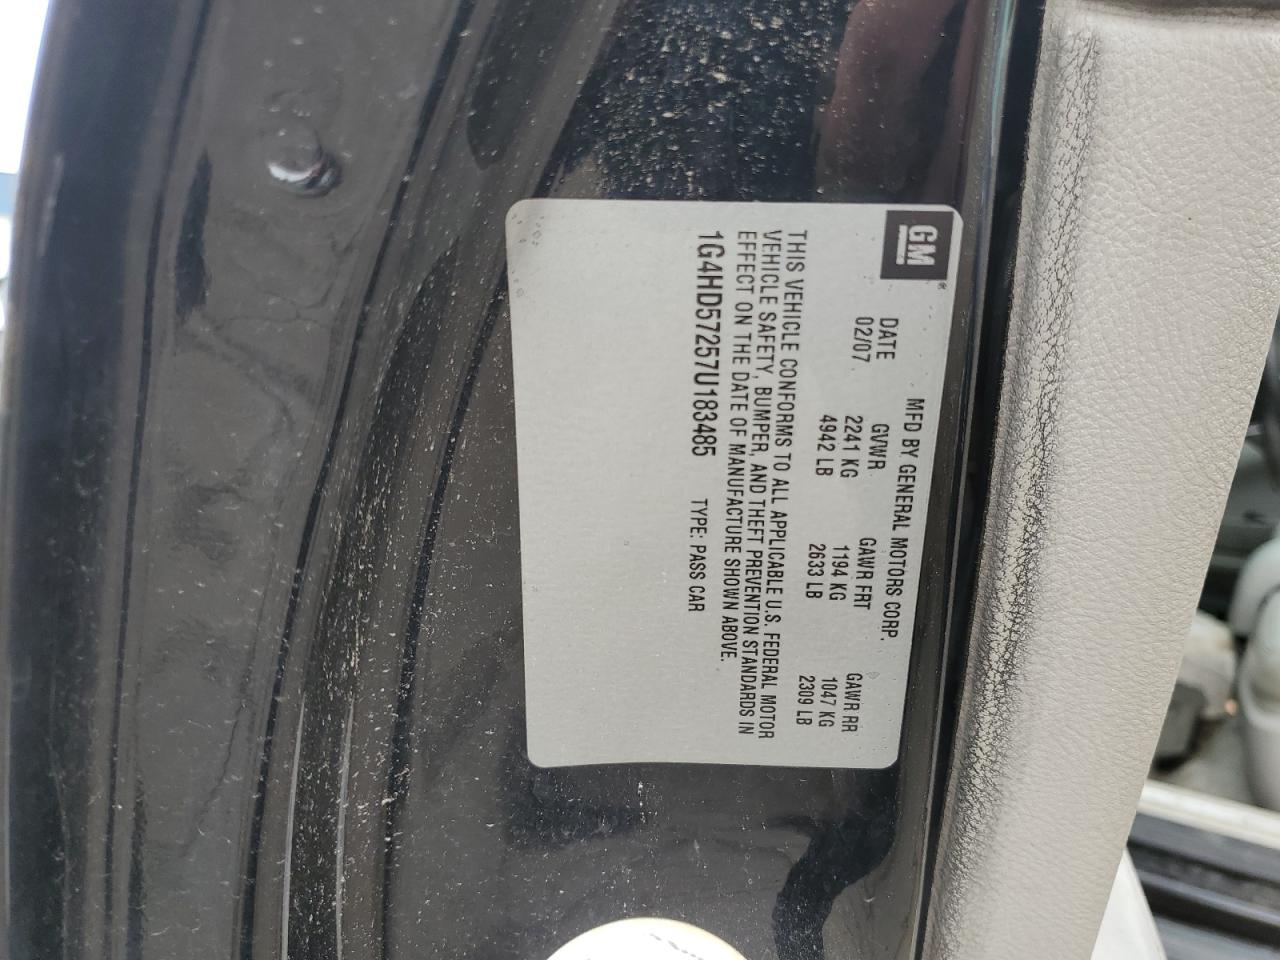 GM
MFD BY GENERAL MOTORS CORP.
DATE GVWR GAWR FRT GAWR RR
02/07 2241 KG 1194 KG 1047 KG
4942 LB 2633 LB 2309 LB
THIS VEHICLE CONFORMS TO ALL APPLICABLE U.S. FEDERAL MOTOR
VEHICLE SAFETY, BUMPER, AND THEFT PREVENTION STANDARDS IN
EFFECT ON THE DATE OF MANUFACTURE SHOWN ABOVE.
1G4HD57257U183485 TYPE: PASS CAR